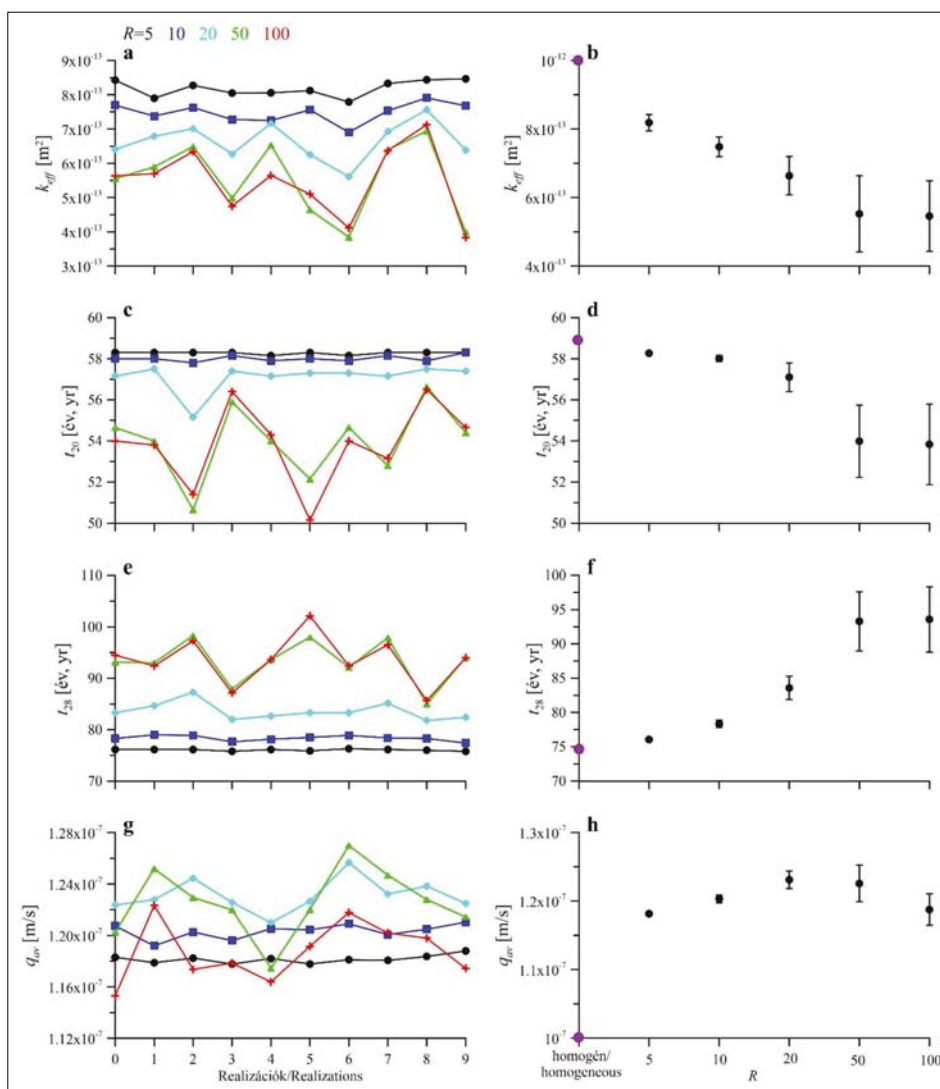 R=5 10 20 50 100
a
9x10⁻¹³
8x10⁻¹³
7x10⁻¹³
6x10⁻¹³
5x10⁻¹³
4x10⁻¹³
3x10⁻¹³
k_eff [m²]
b
10⁻¹²
8x10⁻¹³
6x10⁻¹³
4x10⁻¹³
k_eff [m²]
c
60
58
56
54
52
50
t₂₀ [év, yr]
d
60
58
56
54
52
50
t₂₀ [év, yr]
e
110
100
90
80
70
t₂₈ [év, yr]
f
100
95
90
85
80
75
70
t₂₈ [év, yr]
g
1.28x10⁻⁷
1.24x10⁻⁷
1.20x10⁻⁷
1.16x10⁻⁷
1.12x10⁻⁷
q_av [m/s]
0 1 2 3 4 5 6 7 8 9
Realizációk/Realizations
h
1.3x10⁻⁷
1.2x10⁻⁷
1.1x10⁻⁷
10⁻⁷
q_av [m/s]
homogén/
homogeneous
5 10 20 50 100
R